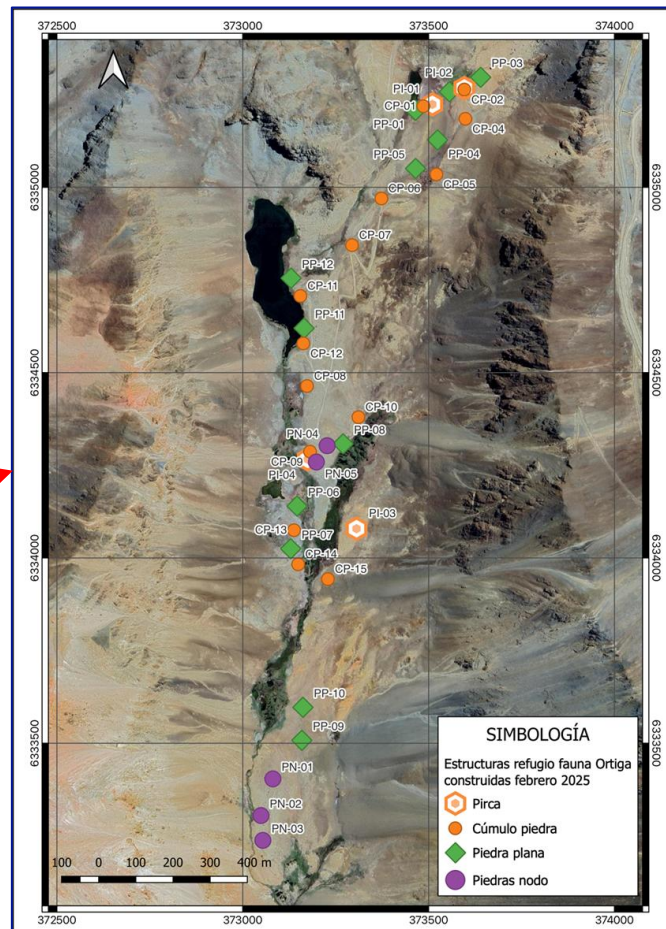 372500
373000
373500
374000
PI-02
PP-03
PI-01
CP-01
CP-02
PP-01
CP-04
PP-05
PP-04
6335000
6335000
CP-06
CP-05
CP-07
PP-12
CP-11
PP-11
CP-12
6334500
6334500
CP-08
CP-10
PN-04
PP-08
CP-09
PN-05
PI-04
PP-06
PI-03
CP-13
PP-07
6334000
6334000
CP-14
CP-15
PP-10
PP-09
6333500
6333500
PN-01
PN-02
PN-03
SIMBOLOGÍA
Estructuras refugio fauna Ortiga
construidas febrero 2025
Pirca
Cúmulo piedra
Piedra plana
Piedras nodo
100 0 100 200 300 400 m
372500
373000
373500
374000